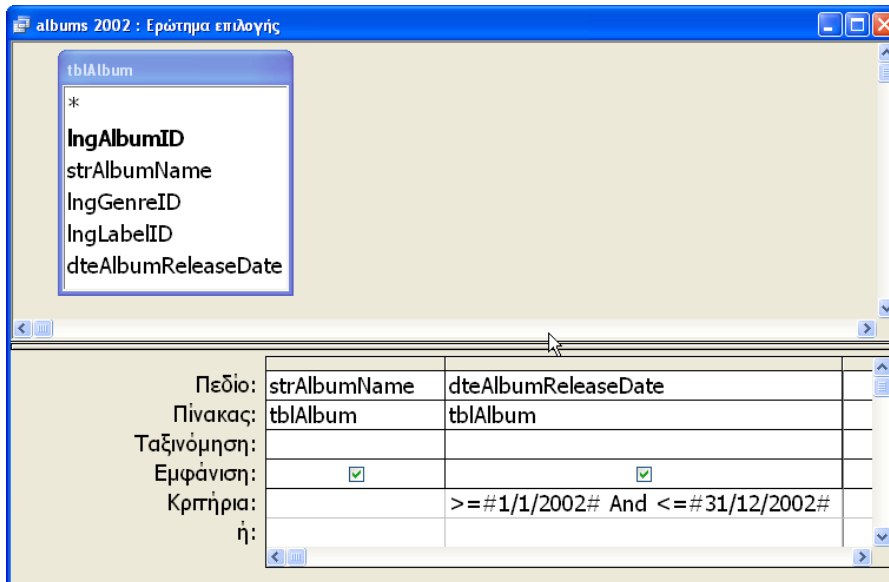 albums 2002 : Ερώτημα επιλογής
tblAlbum
*
lngAlbumID
strAlbumName
lngGenreID
lngLabelID
dteAlbumReleaseDate
Πεδίο: strAlbumName dteAlbumReleaseDate
Πίνακας: tblAlbum tblAlbum
Ταξινόμηση:
Εμφάνιση:
Κριτήρια: >=#1/1/2002# And <=#31/12/2002#
ή: